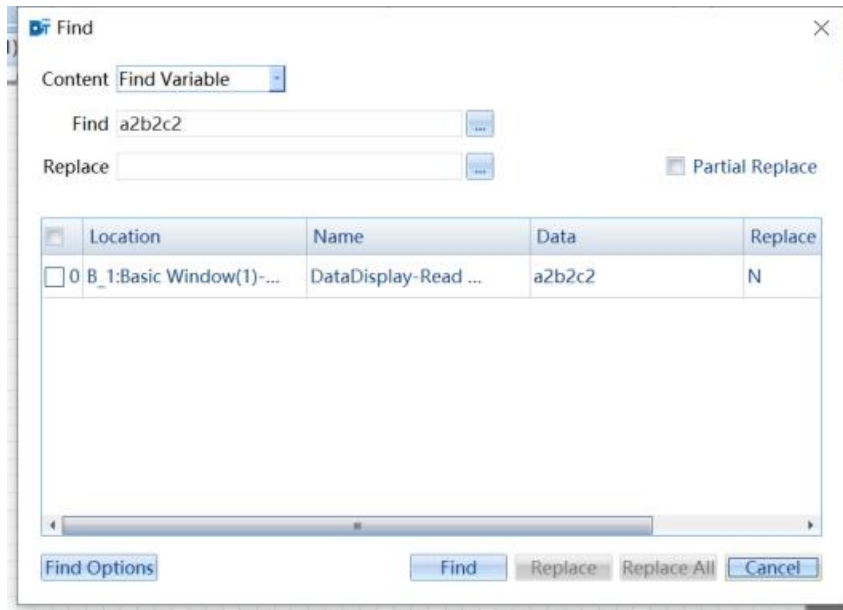 Find
Content Find Variable
Find a2b2c2 ...
Replace ... Partial Replace
Location Name Data Replace
0 B_1:Basic Window(1)-... DataDisplay-Read ... a2b2c2 N
Find Options Find Replace Replace All Cancel